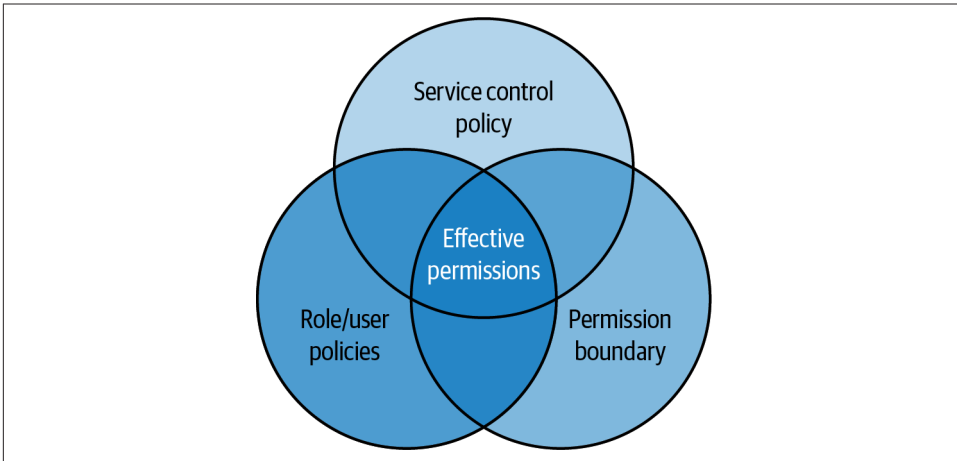 Service control
policy
Effective
permissions
Role/user
policies
Permission
boundary